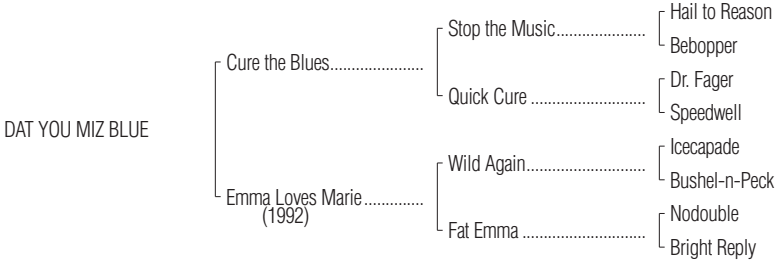 Hail to Reason
Stop the Music.....................
Bebopper
Cure the Blues......................
Dr. Fager
Quick Cure ...........................
Speedwell
DAT YOU MIZ BLUE
Icecapade
Wild Again............................
Bushel-n-Peck
Emma Loves Marie..............
(1992)
Nodouble
Fat Emma .............................
Bright Reply